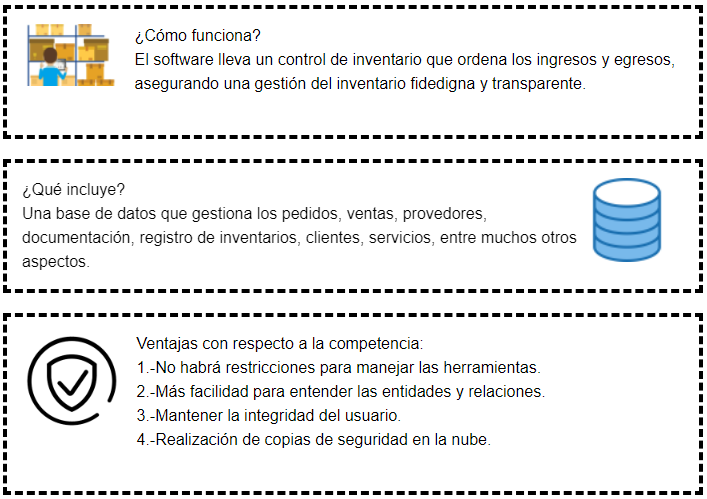 ¿Cómo funciona?
El software lleva un control de inventario que ordena los ingresos y egresos,
asegurando una gestión del inventario fidedigna y transparente.
¿Qué incluye?
Una base de datos que gestiona los pedidos, ventas, provedores,
documentación, registro de inventarios, clientes, servicios, entre muchos otros
aspectos.
Ventajas con respecto a la competencia:
1.-No habrá restricciones para manejar las herramientas.
2.-Más facilidad para entender las entidades y relaciones.
3.-Mantener la integridad del usuario.
4.-Realización de copias de seguridad en la nube.